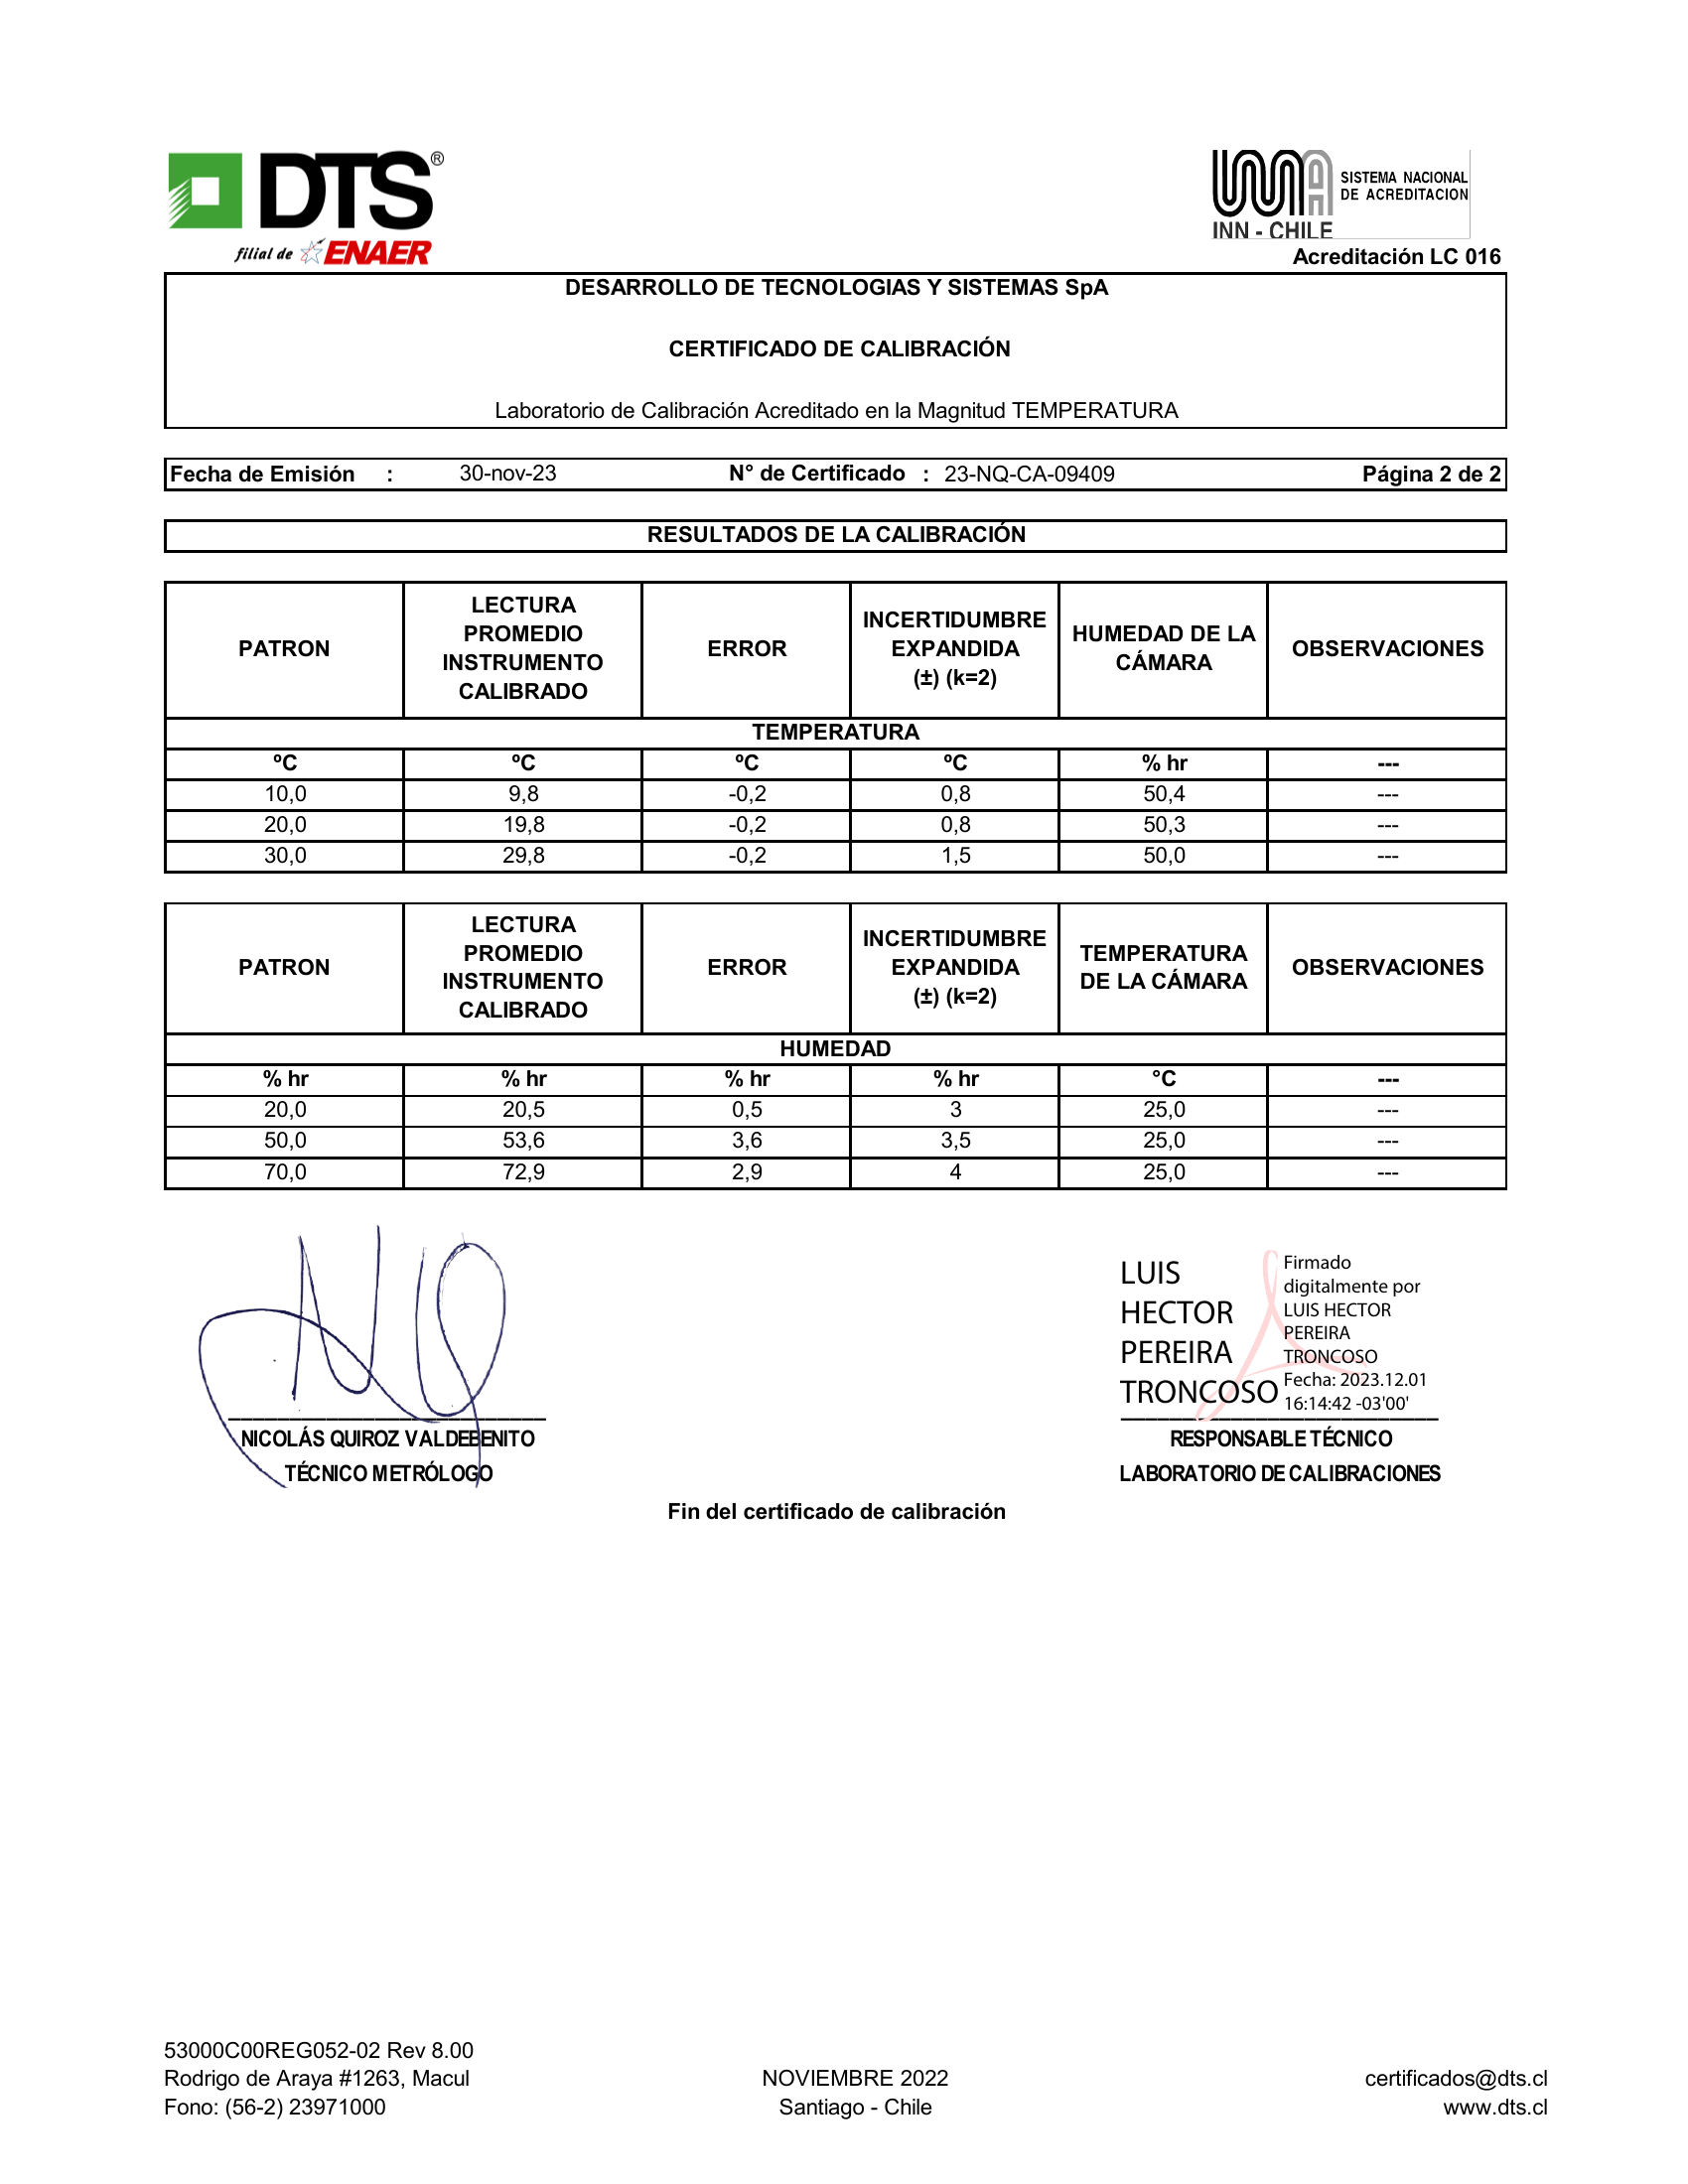 DTS®
filial de ENAER
INN - CHILE
SISTEMA NACIONAL
DE ACREDITACION
Acreditación LC 016
DESARROLLO DE TECNOLOGIAS Y SISTEMAS SpA
CERTIFICADO DE CALIBRACIÓN
Laboratorio de Calibración Acreditado en la Magnitud TEMPERATURA
Fecha de Emisión : 30-nov-23 N° de Certificado : 23-NQ-CA-09409 Página 2 de 2
RESULTADOS DE LA CALIBRACIÓN
PATRON LECTURA PROMEDIO INSTRUMENTO CALIBRADO ERROR INCERTIDUMBRE EXPANDIDA (±) (k=2) HUMEDAD DE LA CÁMARA OBSERVACIONES
TEMPERATURA
ºC ºC ºC ºC % hr ---
10,0 9,8 -0,2 0,8 50,4 ---
20,0 19,8 -0,2 0,8 50,3 ---
30,0 29,8 -0,2 1,5 50,0 ---
PATRON LECTURA PROMEDIO INSTRUMENTO CALIBRADO ERROR INCERTIDUMBRE EXPANDIDA (±) (k=2) TEMPERATURA DE LA CÁMARA OBSERVACIONES
HUMEDAD
% hr % hr % hr % hr °C ---
20,0 20,5 0,5 3 25,0 ---
50,0 53,6 3,6 3,5 25,0 ---
70,0 72,9 2,9 4 25,0 ---
NICOLÁS QUIROZ VALDEBENITO
TÉCNICO METRÓLOGO
LUIS
HECTOR
PEREIRA
TRONCOSO
Firmado
digitalmente por
LUIS HECTOR
PEREIRA
TRONCOSO
Fecha: 2023.12.01
16:14:42 -03'00'
RESPONSABLE TÉCNICO
LABORATORIO DE CALIBRACIONES
Fin del certificado de calibración
53000C00REG052-02 Rev 8.00
Rodrigo de Araya #1263, Macul NOVIEMBRE 2022 certificados@dts.cl
Fono: (56-2) 23971000 Santiago - Chile www.dts.cl